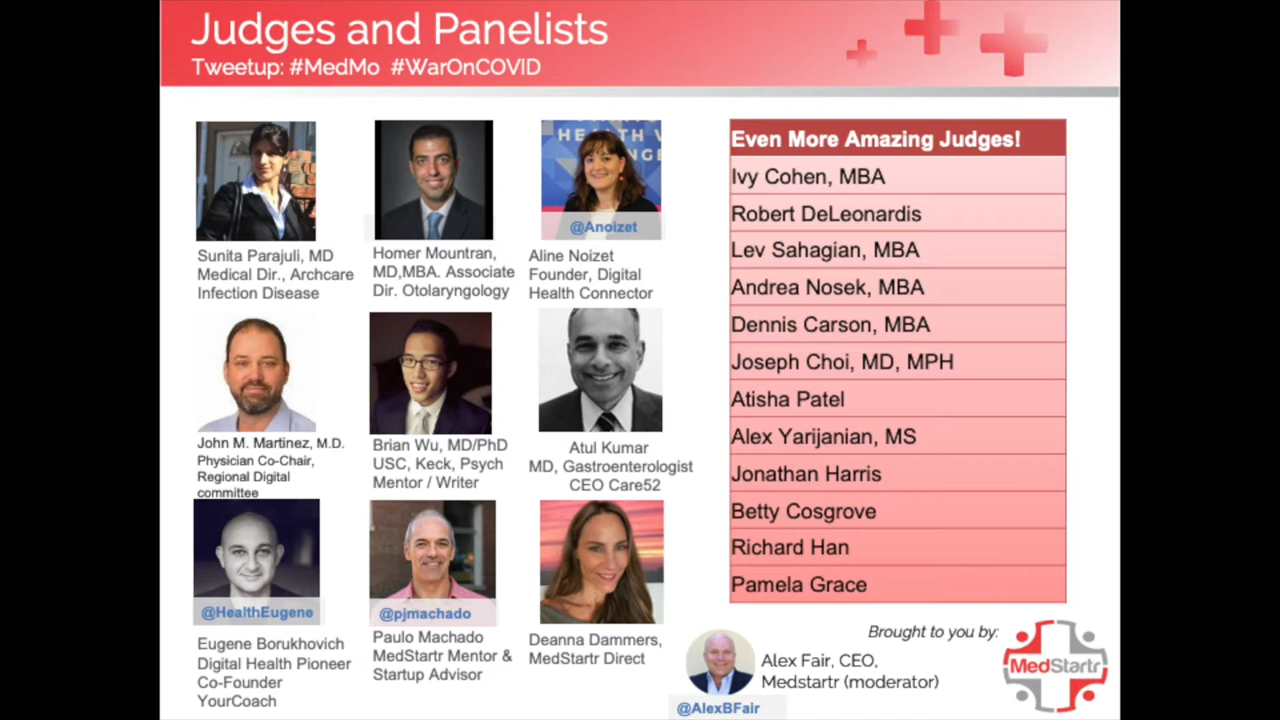 Judges and Panelists
Tweetup: #MedMo #WarOnCOVID
Sunita Parajuli, MD
Medical Dir., Archcare
Infection Disease
Homer Mountran,
MD,MBA. Associate
Dir. Otolaryngology
HEALTH V
NGE
@Anoizet
Aline Noizet
Founder, Digital
Health Connector
John M. Martinez, M.D.
Physician Co-Chair,
Regional Digital
committee
Brian Wu, MD/PhD
USC, Keck, Psych
Mentor / Writer
Atul Kumar
MD, Gastroenterologist
CEO Care52
@HealthEugene
Eugene Borukhovich
Digital Health Pioneer
Co-Founder
YourCoach
@pjmachado
Paulo Machado
MedStartr Mentor &
Startup Advisor
Deanna Dammers,
MedStartr Direct
Even More Amazing Judges!
Ivy Cohen, MBA
Robert DeLeonardis
Lev Sahagian, MBA
Andrea Nosek, MBA
Dennis Carson, MBA
Joseph Choi, MD, MPH
Atisha Patel
Alex Yarijanian, MS
Jonathan Harris
Betty Cosgrove
Richard Han
Pamela Grace
Brought to you by:
Alex Fair, CEO,
Medstartr (moderator)
@AlexBFair
MedStartr